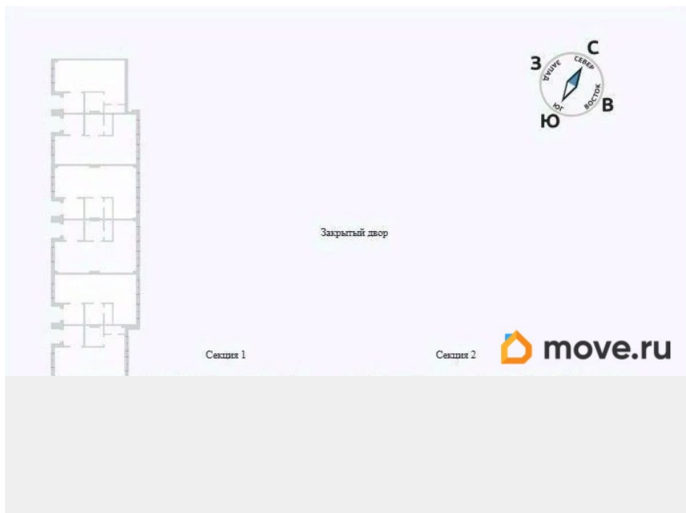 С
З
СЕВЕР
ЗАПАД
ВОСТОК
В
ЮГ
Ю
Закрытый двор
Секция 1
Секция 2
move.ru